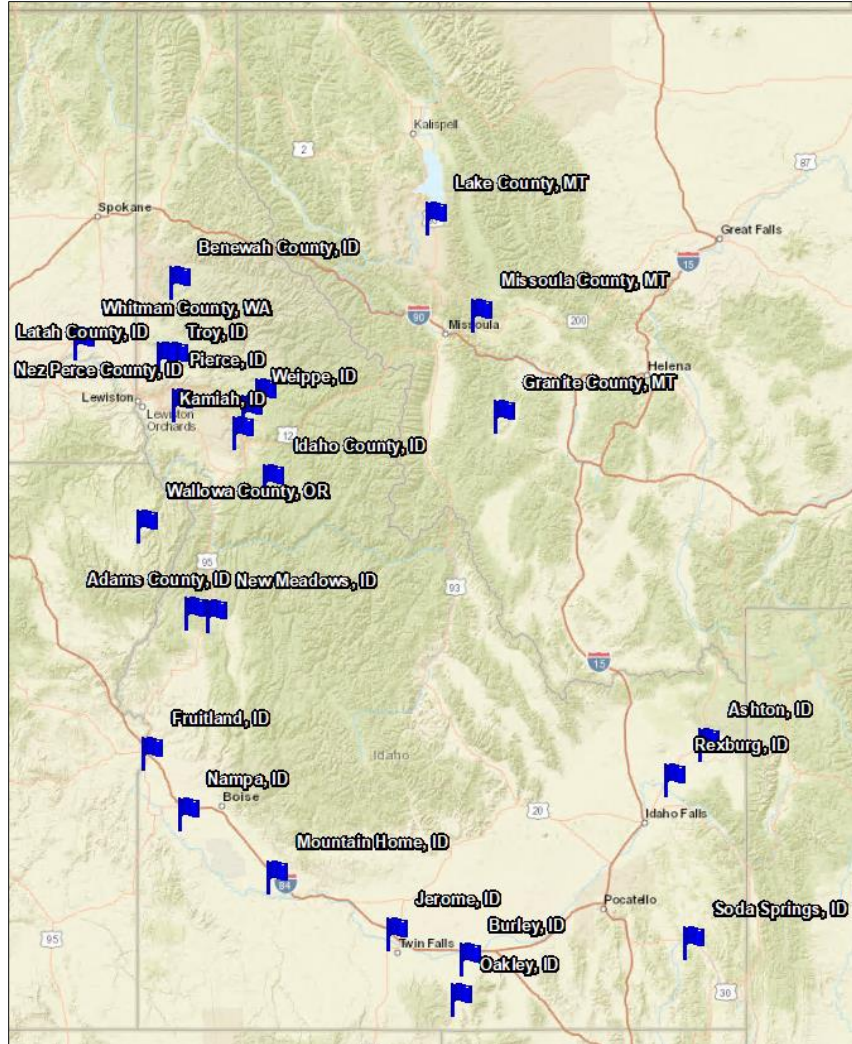 Kalispell
2
87
Lake County, MT
Spokane
Great Falls
15
Benewah County, ID
Missoula County, MT
90
200
Missoula
Whitman County, WA
Latah County, ID
Troy, ID
Nez Perce County, ID
Pierce, ID
Helena
Weippe, ID
Granite County, MT
Lewiston
Kamiah, ID
Lewiston
Orchards
12
Idaho County, ID
Wallowa County, OR
95
Adams County, ID
New Meadows, ID
93
15
Ashton, ID
Fruitland, ID
Rexburg, ID
Idaho
Nampa, ID
Boise
20
Idaho Falls
Mountain Home, ID
84
Jerome, ID
Pocatello
Soda Springs, ID
Burley, ID
95
Twin Falls
Oakley, ID
30